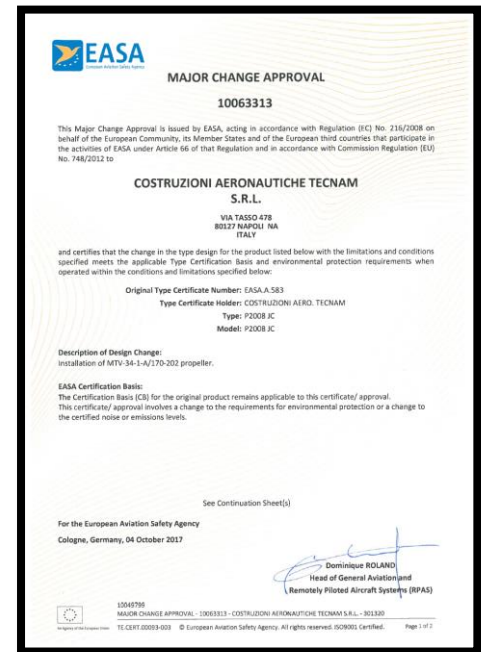 EASA
European Aviation Safety Agency
MAJOR CHANGE APPROVAL
10063313
This Major Change Approval is issued by EASA, acting in accordance with Regulation (EC) No. 216/2008 on
behalf of the European Community, its Member States and of the European third countries that participate in
the activities of EASA under Article 66 of that Regulation and in accordance with Commission Regulation (EU)
No. 748/2012 to
COSTRUZIONI AERONAUTICHE TECNAM
S.R.L.
VIA TASSO 478
80127 NAPOLI NA
ITALY
and certifies that the change in the type design for the product listed below with the limitations and conditions
specified meets the applicable Type Certification Basis and environmental protection requirements when
operated within the conditions and limitations specified below:
Original Type Certificate Number: EASA.A.583
Type Certificate Holder: COSTRUZIONI AERO. TECNAM
Type: P2008 JC
Model: P2008 JC
Description of Design Change:
Installation of MTV-34-1-A/170-202 propeller.
EASA Certification Basis:
The Certification Basis (CB) for the original product remains applicable to this certificate/ approval.
This certificate/ approval involves a change to the requirements for environmental protection or a change to
the certified noise or emissions levels.
See Continuation Sheet(s)
For the European Aviation Safety Agency
Cologne, Germany, 04 October 2017
Dominique ROLAND
Head of General Aviation and
Remotely Piloted Aircraft Systems (RPAS)
10049799
MAJOR CHANGE APPROVAL - 10063313 - COSTRUZIONI AERONAUTICHE TECNAM S.R.L. - 301320
An Agency of the European Union
TE.CERT.00093-003 © European Aviation Safety Agency. All rights reserved. ISO9001 Certified. Page 1 of 2